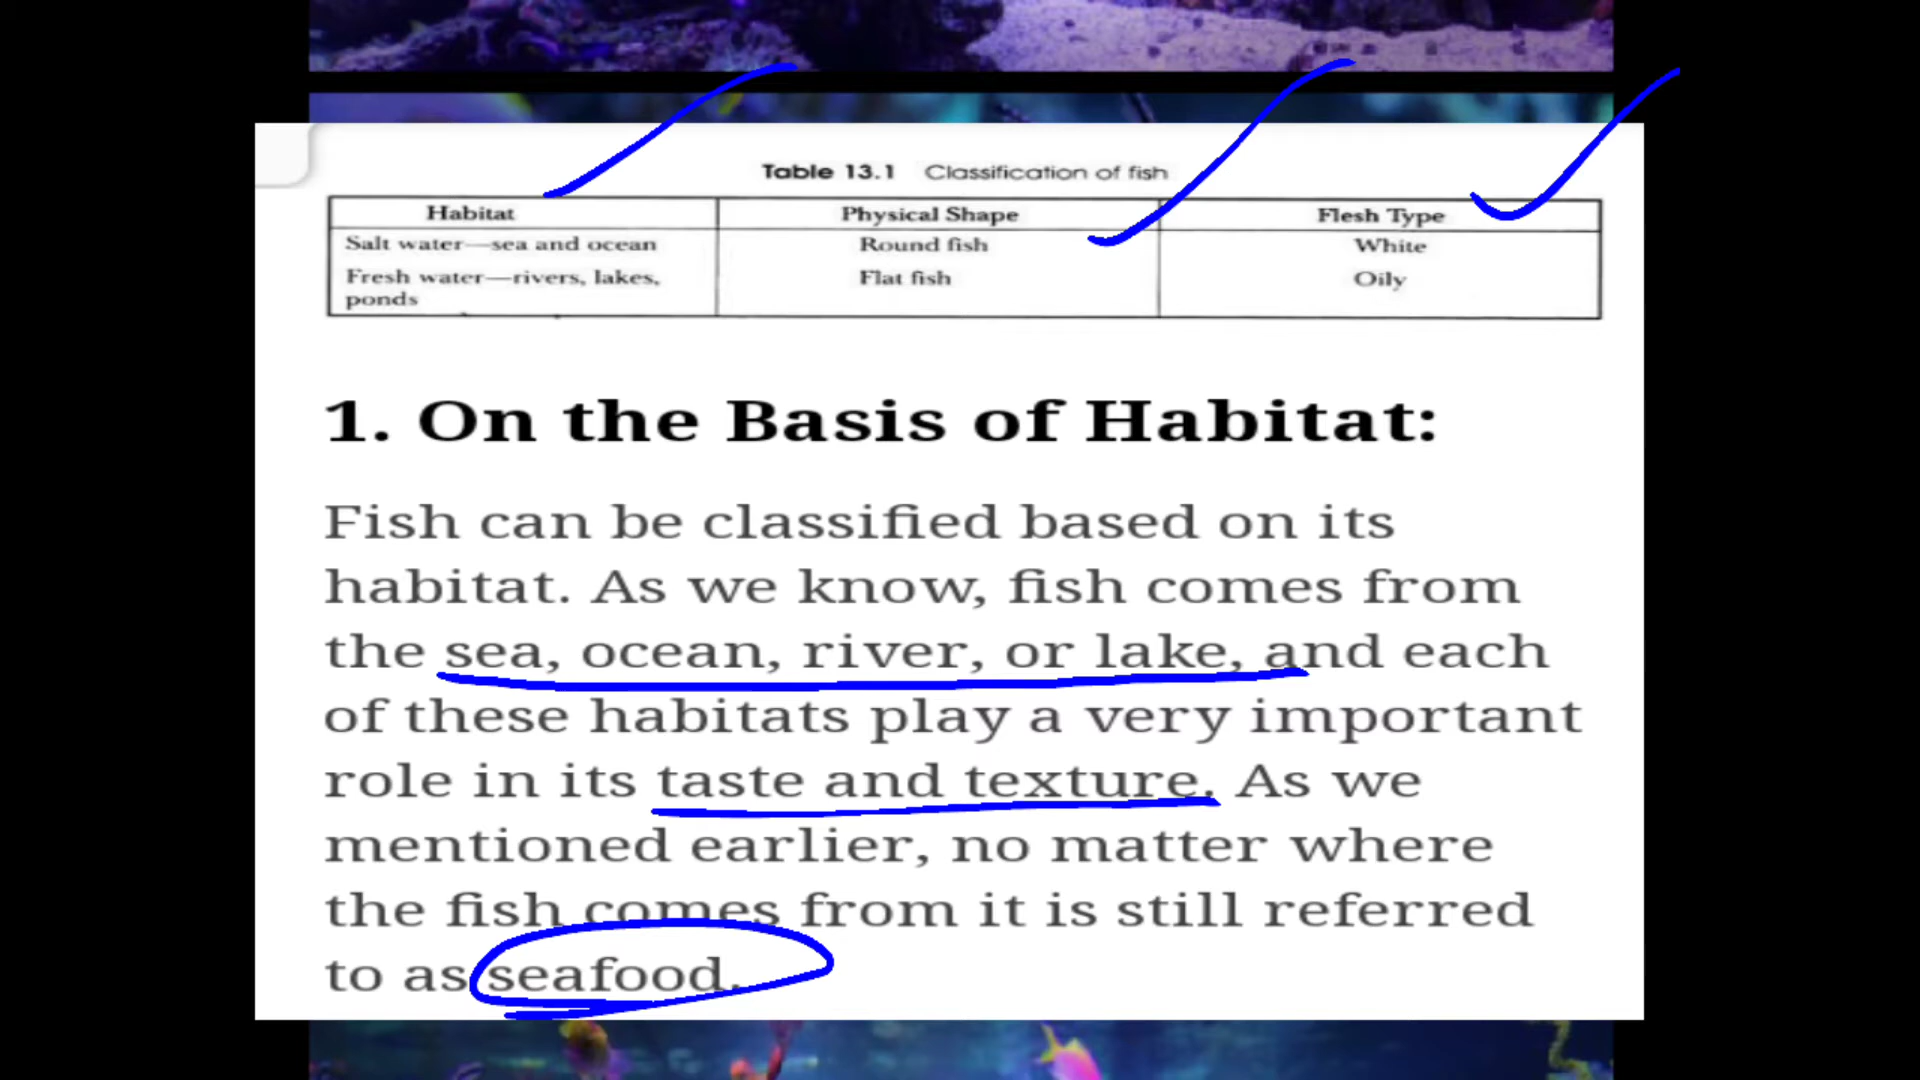 Table 13.1 Classification of fish
Habitat Physical Shape Flesh Type
Salt water—sea and ocean Round fish White
Fresh water—rivers, lakes, Flat fish Oily
ponds
1. On the Basis of Habitat:
Fish can be classified based on its
habitat. As we know, fish comes from
the sea, ocean, river, or lake, and each
of these habitats play a very important
role in its taste and texture. As we
mentioned earlier, no matter where
the fish comes from it is still referred
to as seafood.